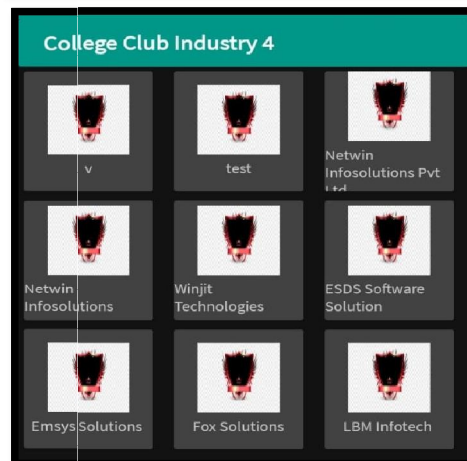 College Club Industry 4
v
test
Netwin
Infosolutions Pvt
Ltd
Netwin
Infosolutions
Winjit
Technologies
ESDS Software
Solution
Emsys Solutions
Fox Solutions
LBM Infotech